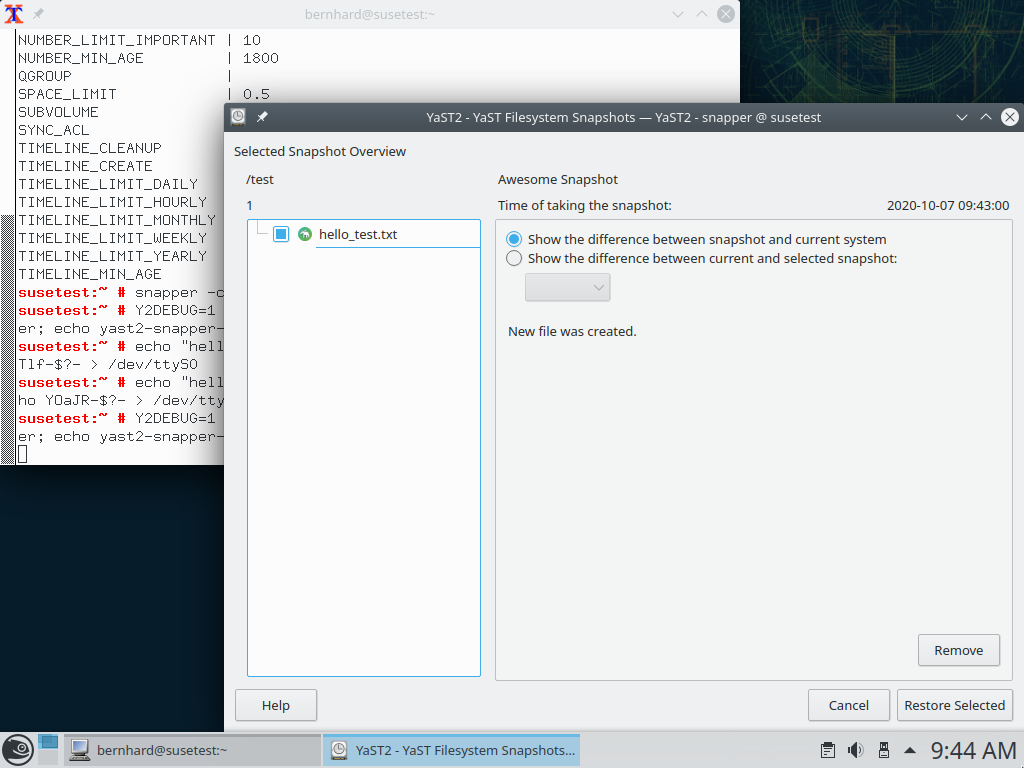 bernhard@susetest:~
NUMBER_LIMIT_IMPORTANT | 10
NUMBER_MIN_AGE | 1800
QGROUP |
SPACE_LIMIT | 0.5
SUBVOLUME
SYNC_ACL
TIMELINE_CLEANUP
TIMELINE_CREATE
TIMELINE_LIMIT_DAILY
TIMELINE_LIMIT_HOURLY
TIMELINE_LIMIT_MONTHLY
TIMELINE_LIMIT_WEEKLY
TIMELINE_LIMIT_YEARLY
TIMELINE_MIN_AGE
susetest:~ # snapper -c
susetest:~ # Y2DEBUG=1
er; echo yast2-snapper-
susetest:~ # echo "hell
Tlf-$?- > /dev/ttyS0
susetest:~ # echo "hell
ho YOaJR-$?- > /dev/tty
susetest:~ # Y2DEBUG=1
er; echo yast2-snapper-
YaST2 - YaST Filesystem Snapshots — YaST2 - snapper @ susetest
Selected Snapshot Overview
/test
1
hello_test.txt
Awesome Snapshot
Time of taking the snapshot: 2020-10-07 09:43:00
Show the difference between snapshot and current system
Show the difference between current and selected snapshot:
New file was created.
Remove
Help
Cancel
Restore Selected
bernhard@susetest:~
YaST2 - YaST Filesystem Snapshots...
9:44 AM